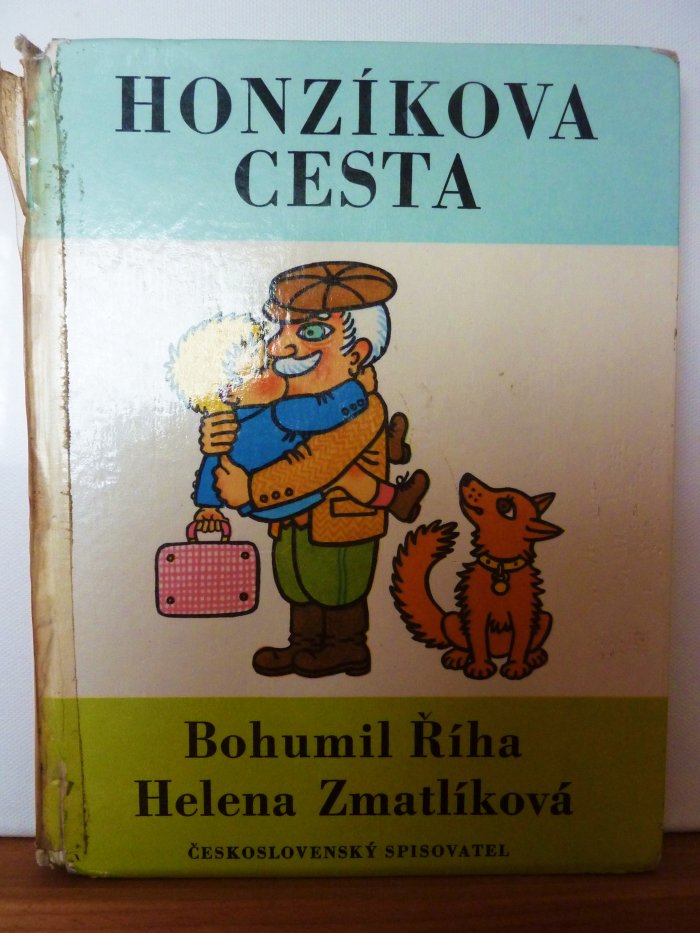 HONZÍKOVA
CESTA
Bohumil Říha
Helena Zmatlíková
ČESKOSLOVENSKÝ SPISOVATEL